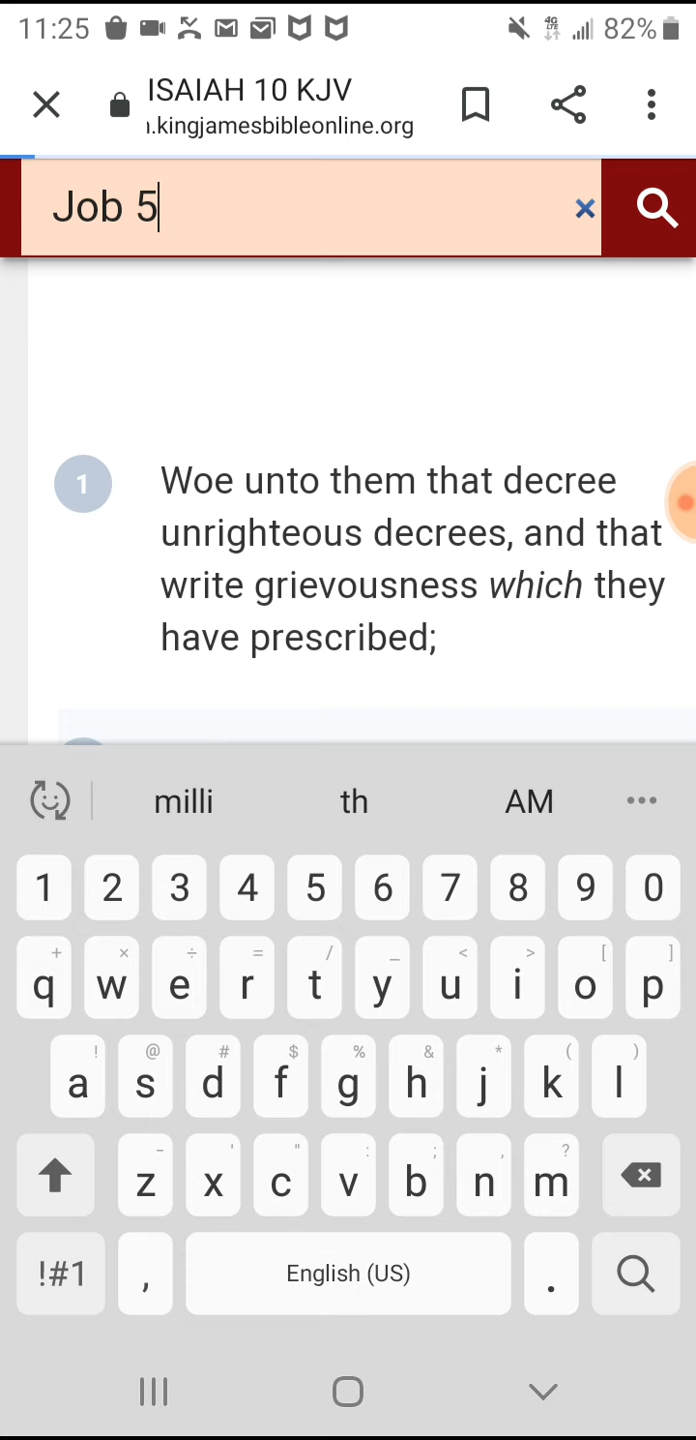 11:25 4G LTE 82%
ISAIAH 10 KJV
ı.kingjamesbibleonline.org
Job 5
1 Woe unto them that decree
unrighteous decrees, and that
write grievousness which they
have prescribed;
milli th AM
1 2 3 4 5 6 7 8 9 0
+ × ÷ = / _ < > [ ]
q w e r t y u i o p
! @ # $ % & * ( )
a s d f g h j k l
- ' " : ; , ?
z x c v b n m
!#1 , English (US) .